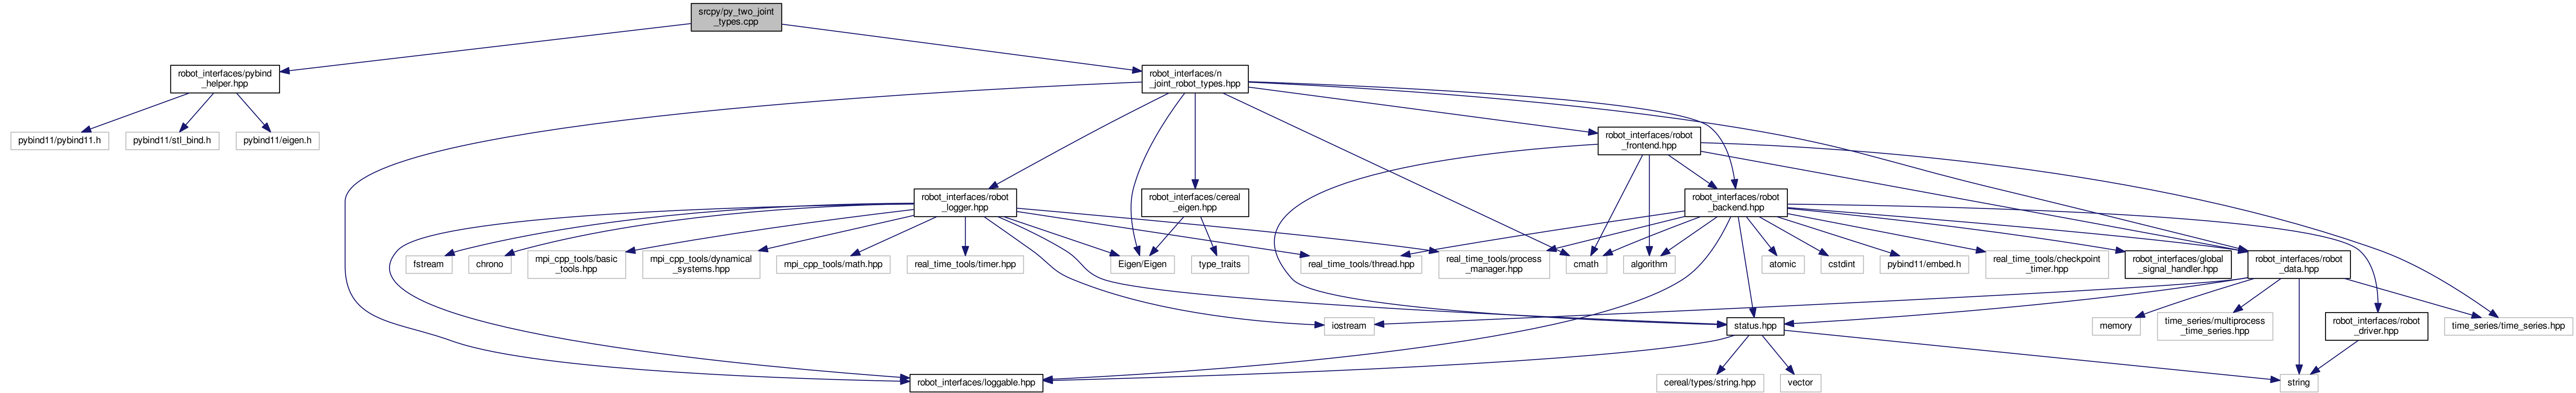 srcpy/py_two_joint
_types.cpp
robot_interfaces/pybind
_helper.hpp
robot_interfaces/n
_joint_robot_types.hpp
pybind11/pybind11.h
pybind11/stl_bind.h
pybind11/eigen.h
robot_interfaces/robot
_frontend.hpp
robot_interfaces/robot
_logger.hpp
robot_interfaces/cereal
_eigen.hpp
robot_interfaces/robot
_backend.hpp
fstream
chrono
mpi_cpp_tools/basic
_tools.hpp
mpi_cpp_tools/dynamical
_systems.hpp
mpi_cpp_tools/math.hpp
real_time_tools/timer.hpp
Eigen/Eigen
type_traits
real_time_tools/thread.hpp
real_time_tools/process
_manager.hpp
cmath
algorithm
atomic
cstdint
pybind11/embed.h
real_time_tools/checkpoint
_timer.hpp
robot_interfaces/global
_signal_handler.hpp
robot_interfaces/robot
_data.hpp
iostream
status.hpp
memory
time_series/multiprocess
_time_series.hpp
robot_interfaces/robot
_driver.hpp
time_series/time_series.hpp
robot_interfaces/loggable.hpp
cereal/types/string.hpp
vector
string